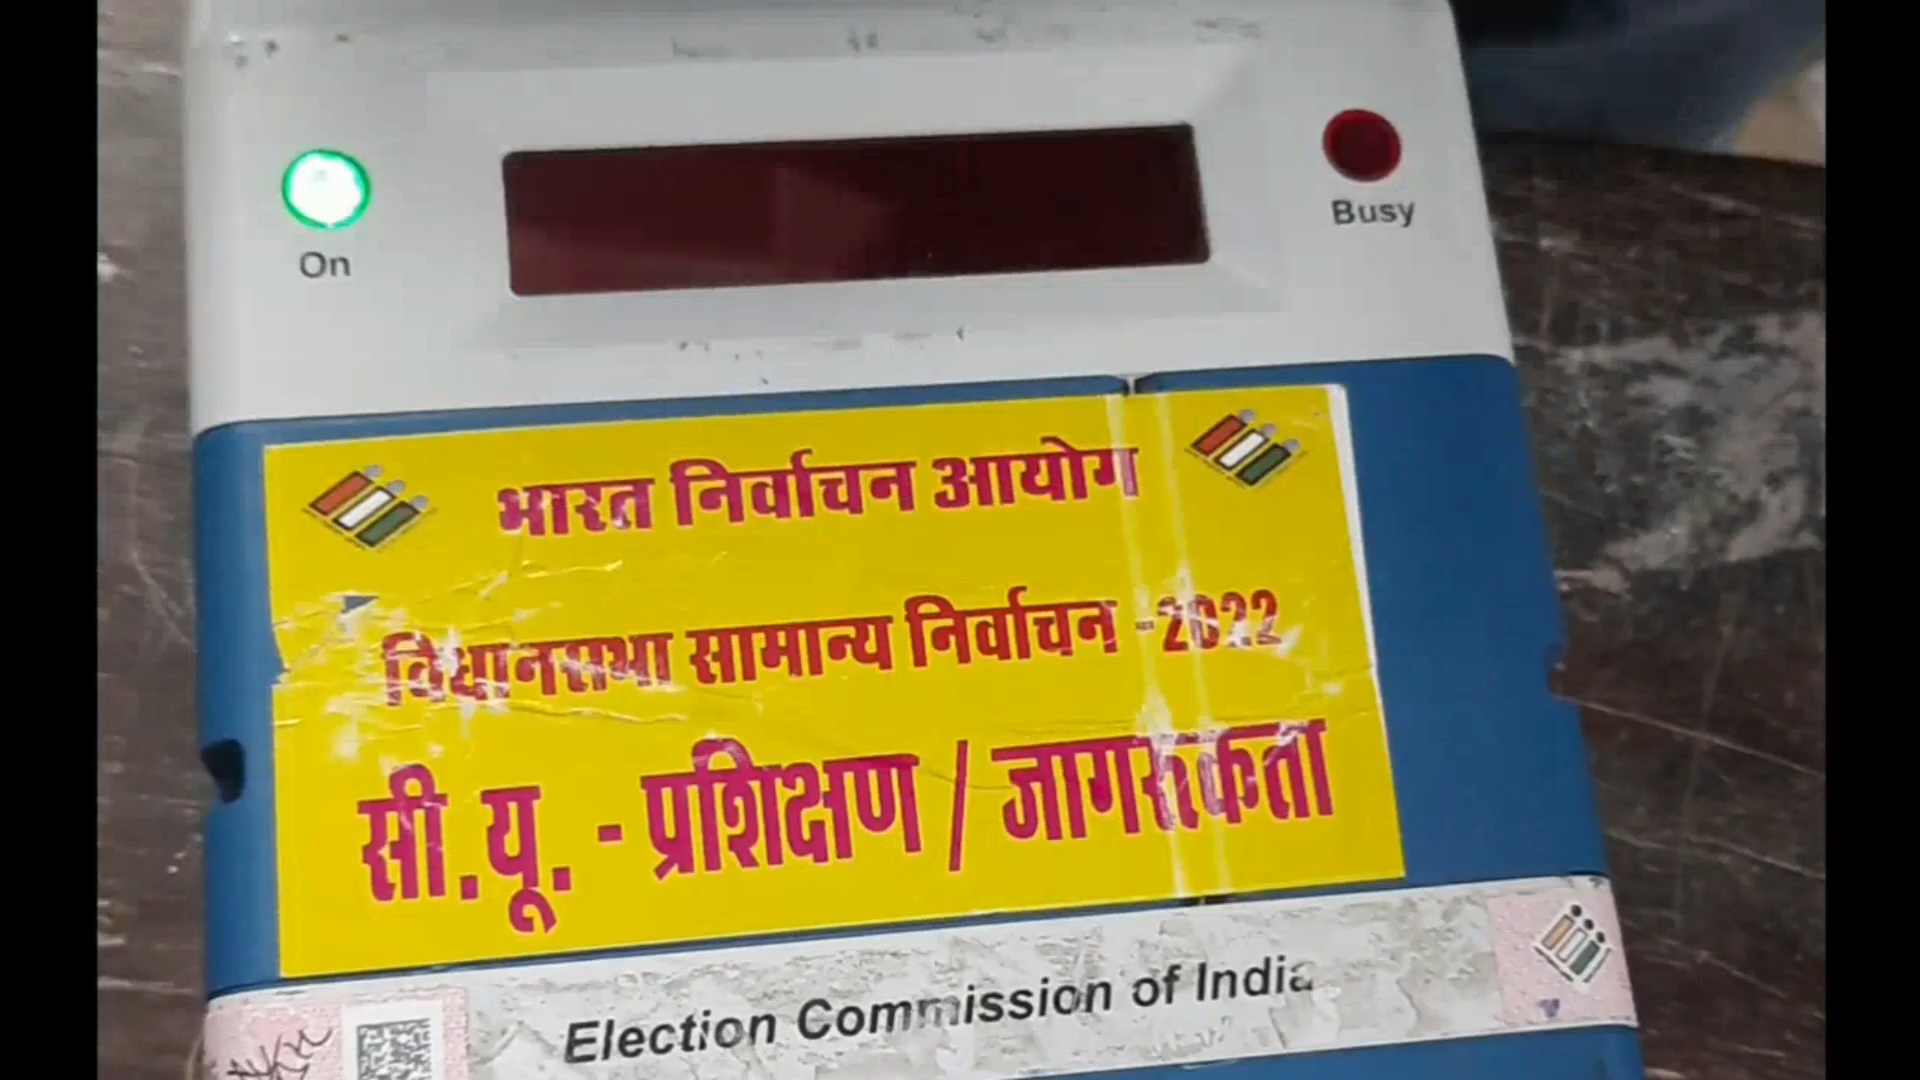 On
Busy
भारत निर्वाचन आयोग
विधानसभा सामान्य निर्वाचन -2022
सी.यू. - प्रशिक्षण / जागरूकता
Election Commission of India